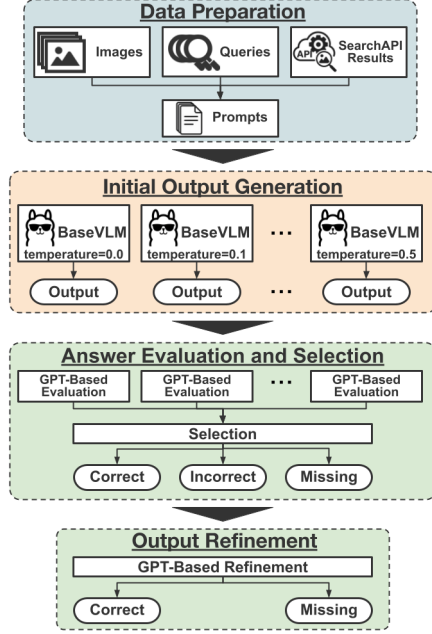 Data Preparation
Images
Queries
API
SearchAPI
Results
Prompts
Initial Output Generation
BaseVLM
temperature=0.0
BaseVLM
temperature=0.1
...
BaseVLM
temperature=0.5
Output
Output
...
Output
Answer Evaluation and Selection
GPT-Based
Evaluation
GPT-Based
Evaluation
...
GPT-Based
Evaluation
Selection
Correct
Incorrect
Missing
Output Refinement
GPT-Based Refinement
Correct
Missing